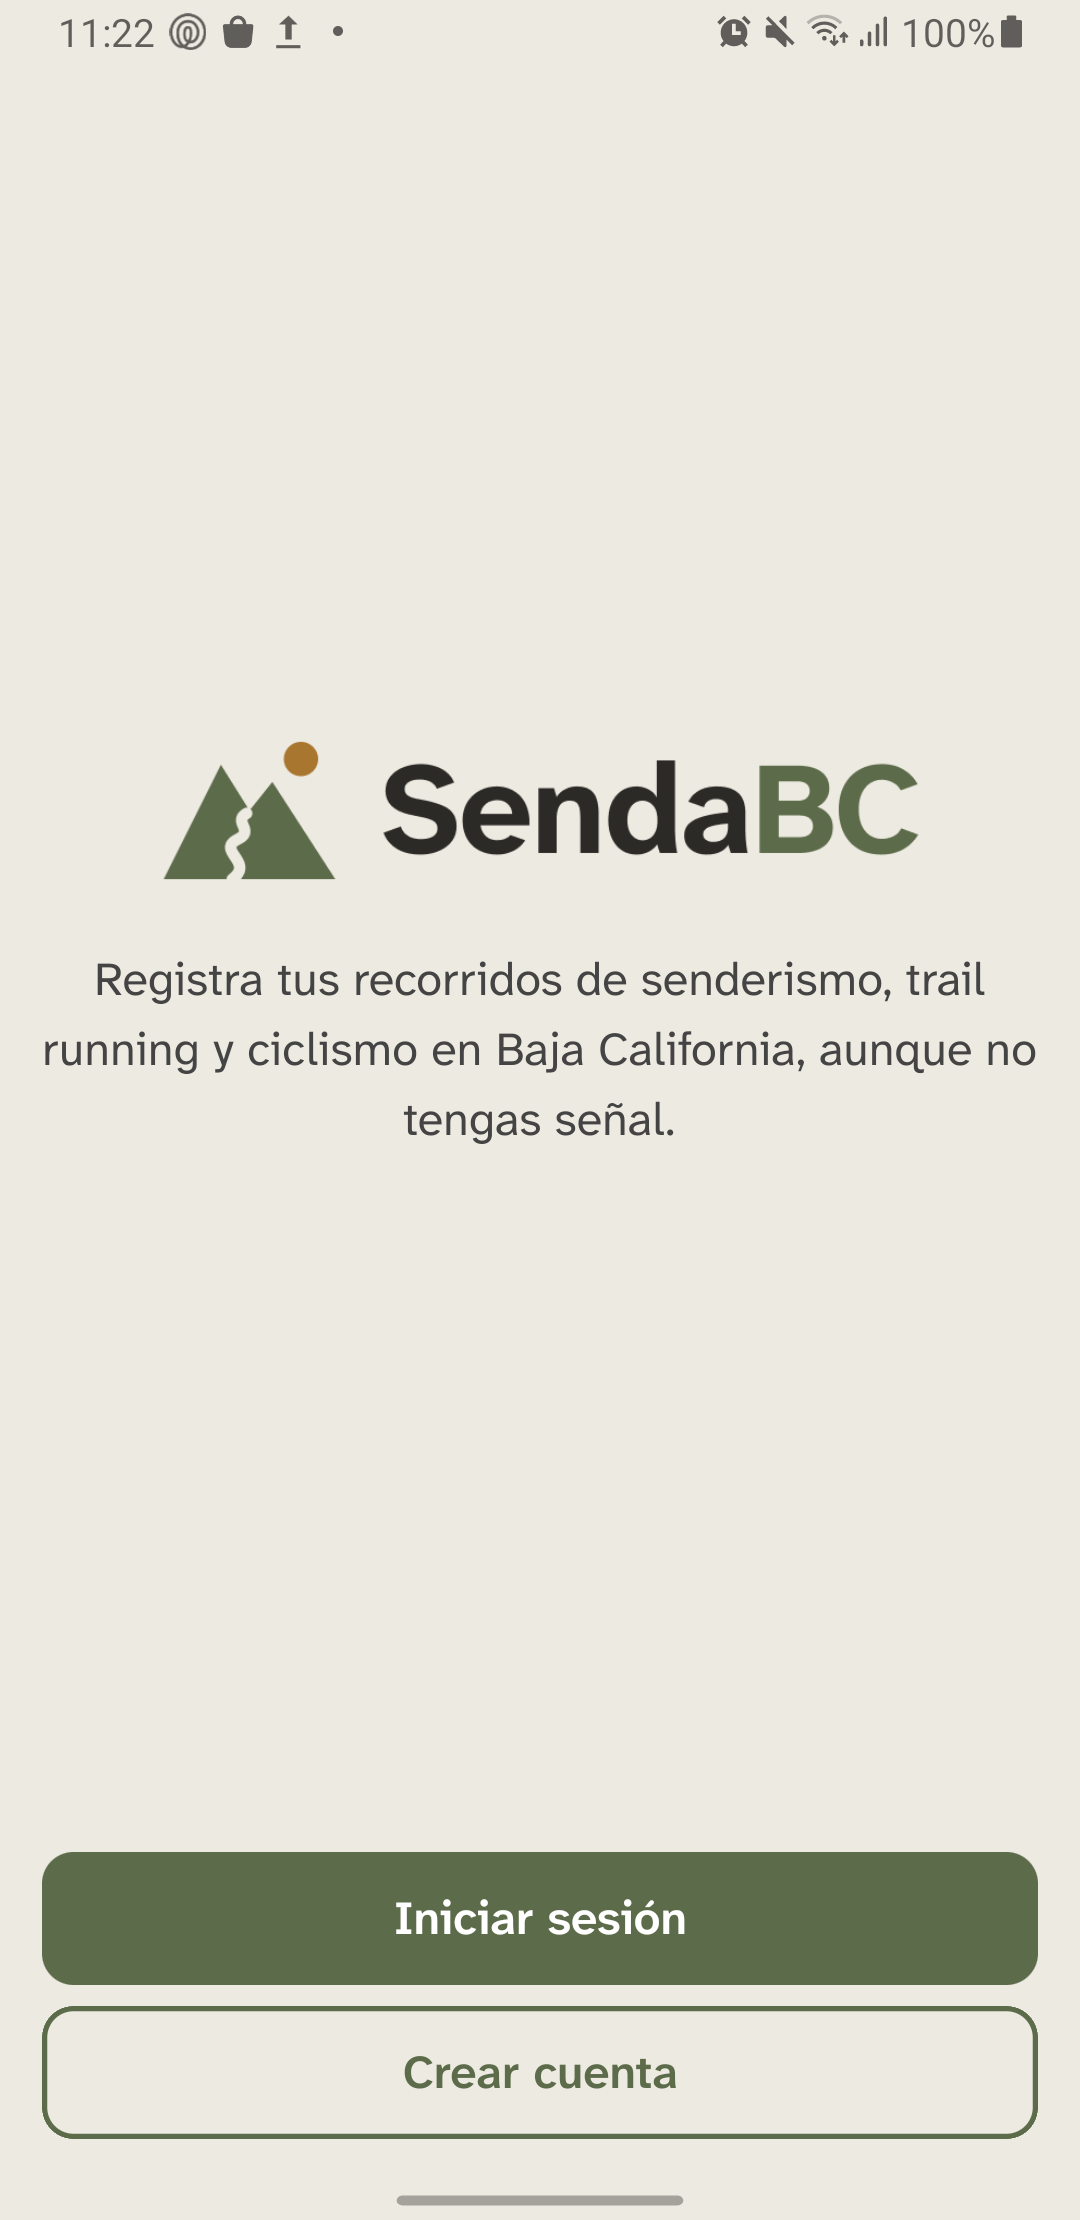 11:22
100%
SendaBC
Registra tus recorridos de senderismo, trail
running y ciclismo en Baja California, aunque no
tengas señal.
Iniciar sesión
Crear cuenta